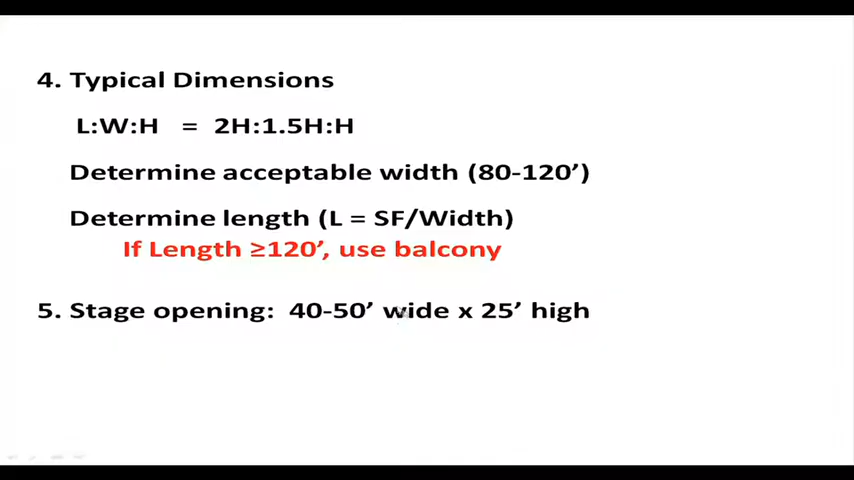 4. Typical Dimensions
L:W:H = 2H:1.5H:H
Determine acceptable width (80-120’)
Determine length (L = SF/Width)
If Length ≥120’, use balcony
5. Stage opening: 40-50’ wide x 25’ high